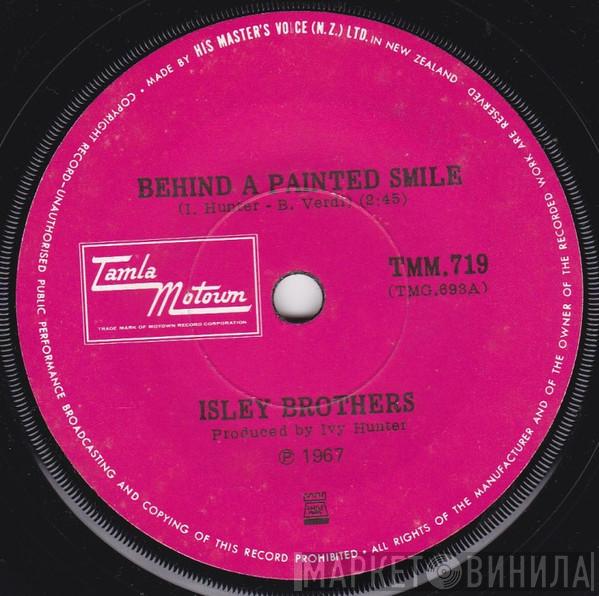 • MADE BY HIS MASTER'S VOICE (N.Z.) LTD. IN NEW ZEALAND
• COPYRIGHT RECORD-UNAUTHORISED PUBLIC PERFORMANCE BROADCASTING AND COPYING OF THIS RECORD PROHIBITED • ALL RIGHTS OF THE MANUFACTURER AND OF THE OWNER OF THE RECORDED WORK ARE RESERVED •
BEHIND A PAINTED SMILE
(I. Hunter - B. Verdi) (2:45)
Tamla
Motown
TRADE MARK OF MOTOWN RECORD CORPORATION
TMM.719
(TMG.693A)
ISLEY BROTHERS
Produced by Ivy Hunter
℗ 1967
МАРКЕТ ВИНИЛА